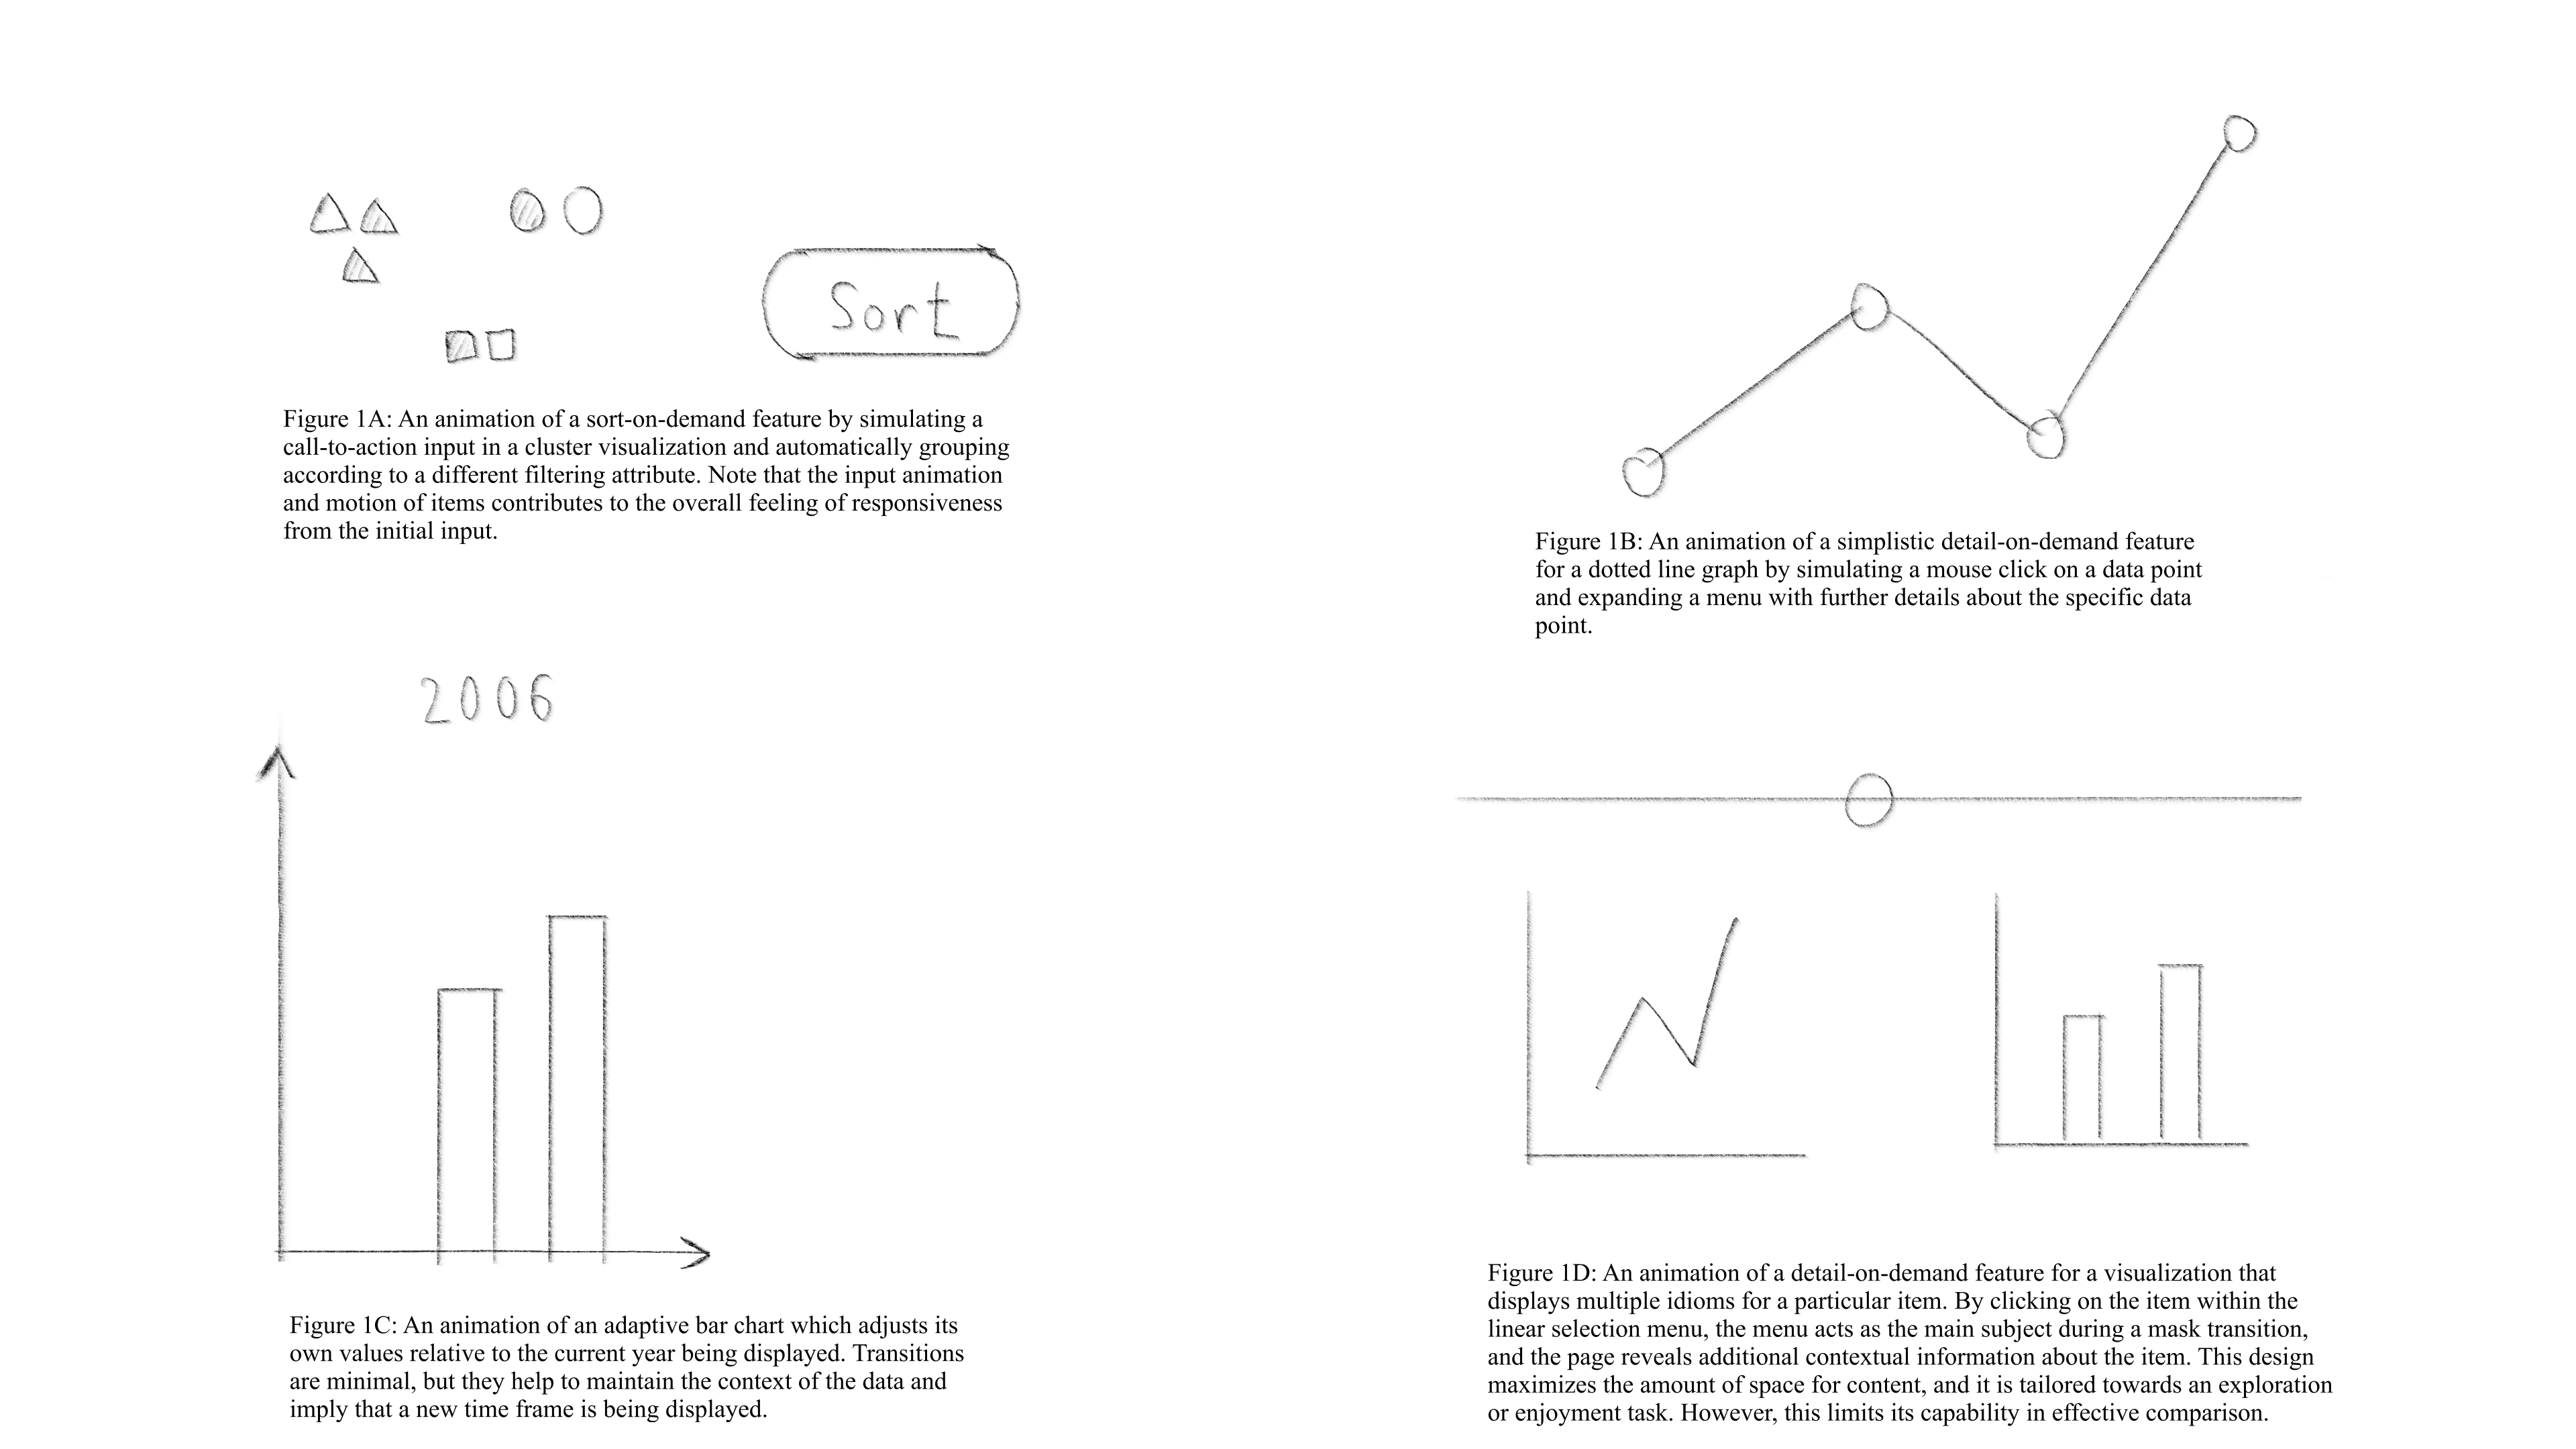 Sort
Figure 1A: An animation of a sort-on-demand feature by simulating a
call-to-action input in a cluster visualization and automatically grouping
according to a different filtering attribute. Note that the input animation
and motion of items contributes to the overall feeling of responsiveness
from the initial input.
Figure 1B: An animation of a simplistic detail-on-demand feature
for a dotted line graph by simulating a mouse click on a data point
and expanding a menu with further details about the specific data
point.
2006
Figure 1C: An animation of an adaptive bar chart which adjusts its
own values relative to the current year being displayed. Transitions
are minimal, but they help to maintain the context of the data and
imply that a new time frame is being displayed.
Figure 1D: An animation of a detail-on-demand feature for a visualization that
displays multiple idioms for a particular item. By clicking on the item within the
linear selection menu, the menu acts as the main subject during a mask transition,
and the page reveals additional contextual information about the item. This design
maximizes the amount of space for content, and it is tailored towards an exploration
or enjoyment task. However, this limits its capability in effective comparison.